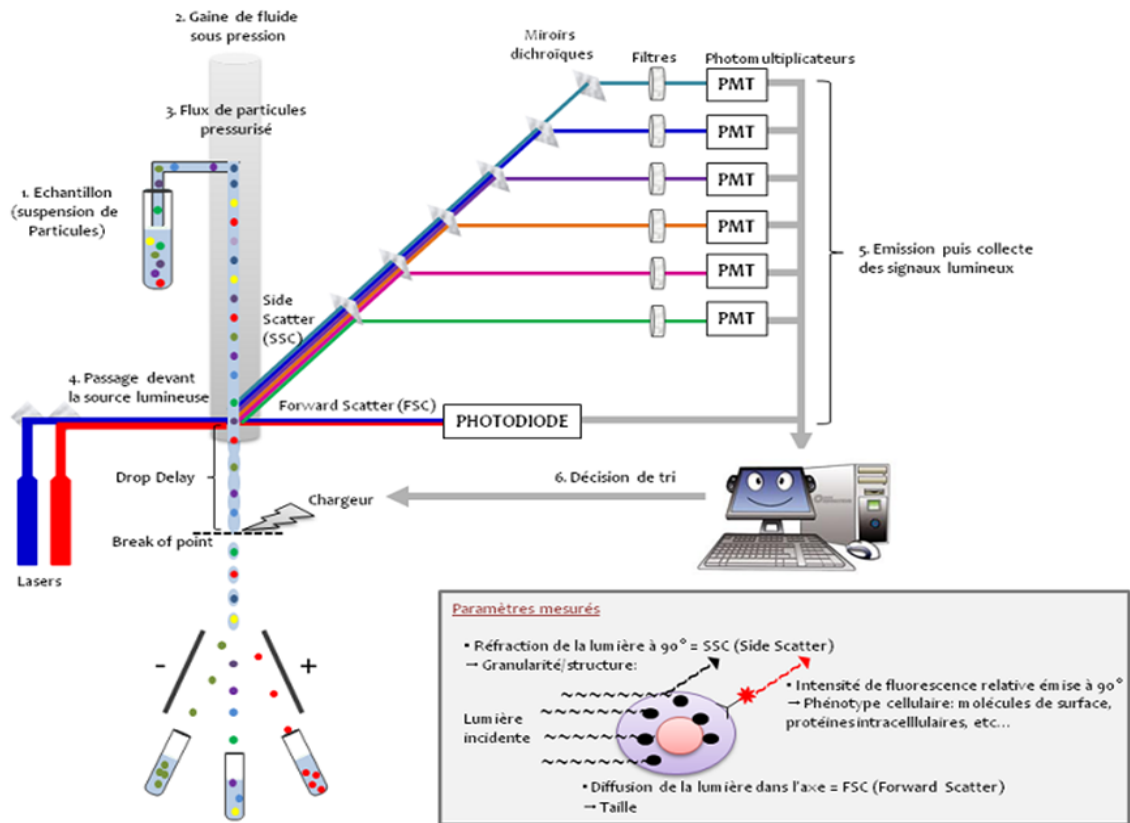 2. Gaine de fluide
sous pression
3. Flux de particules
pressurisé
1. Echantillon
(suspension de
Particules)
Miroirs
dichroïques
Filtres
Photomultiplicateurs
PMT
PMT
PMT
PMT
PMT
PMT
5. Emission puis collecte
des signaux lumineux
Side
Scatter
(SSC)
4. Passage devant
la source lumineuse
Forward Scatter (FSC)
PHOTODIODE
Drop Delay
6. Décision de tri
Chargeur
Break of point
Lasers
-
+
Paramètres mesurés
• Réfraction de la lumière à 90° = SSC (Side Scatter)
→ Granularité/structure:
• Intensité de fluorescence relative émise à 90°
→ Phénotype cellulaire: molécules de surface,
protéines intracelllulaires, etc...
Lumière
incidente
• Diffusion de la lumière dans l'axe = FSC (Forward Scatter)
→ Taille